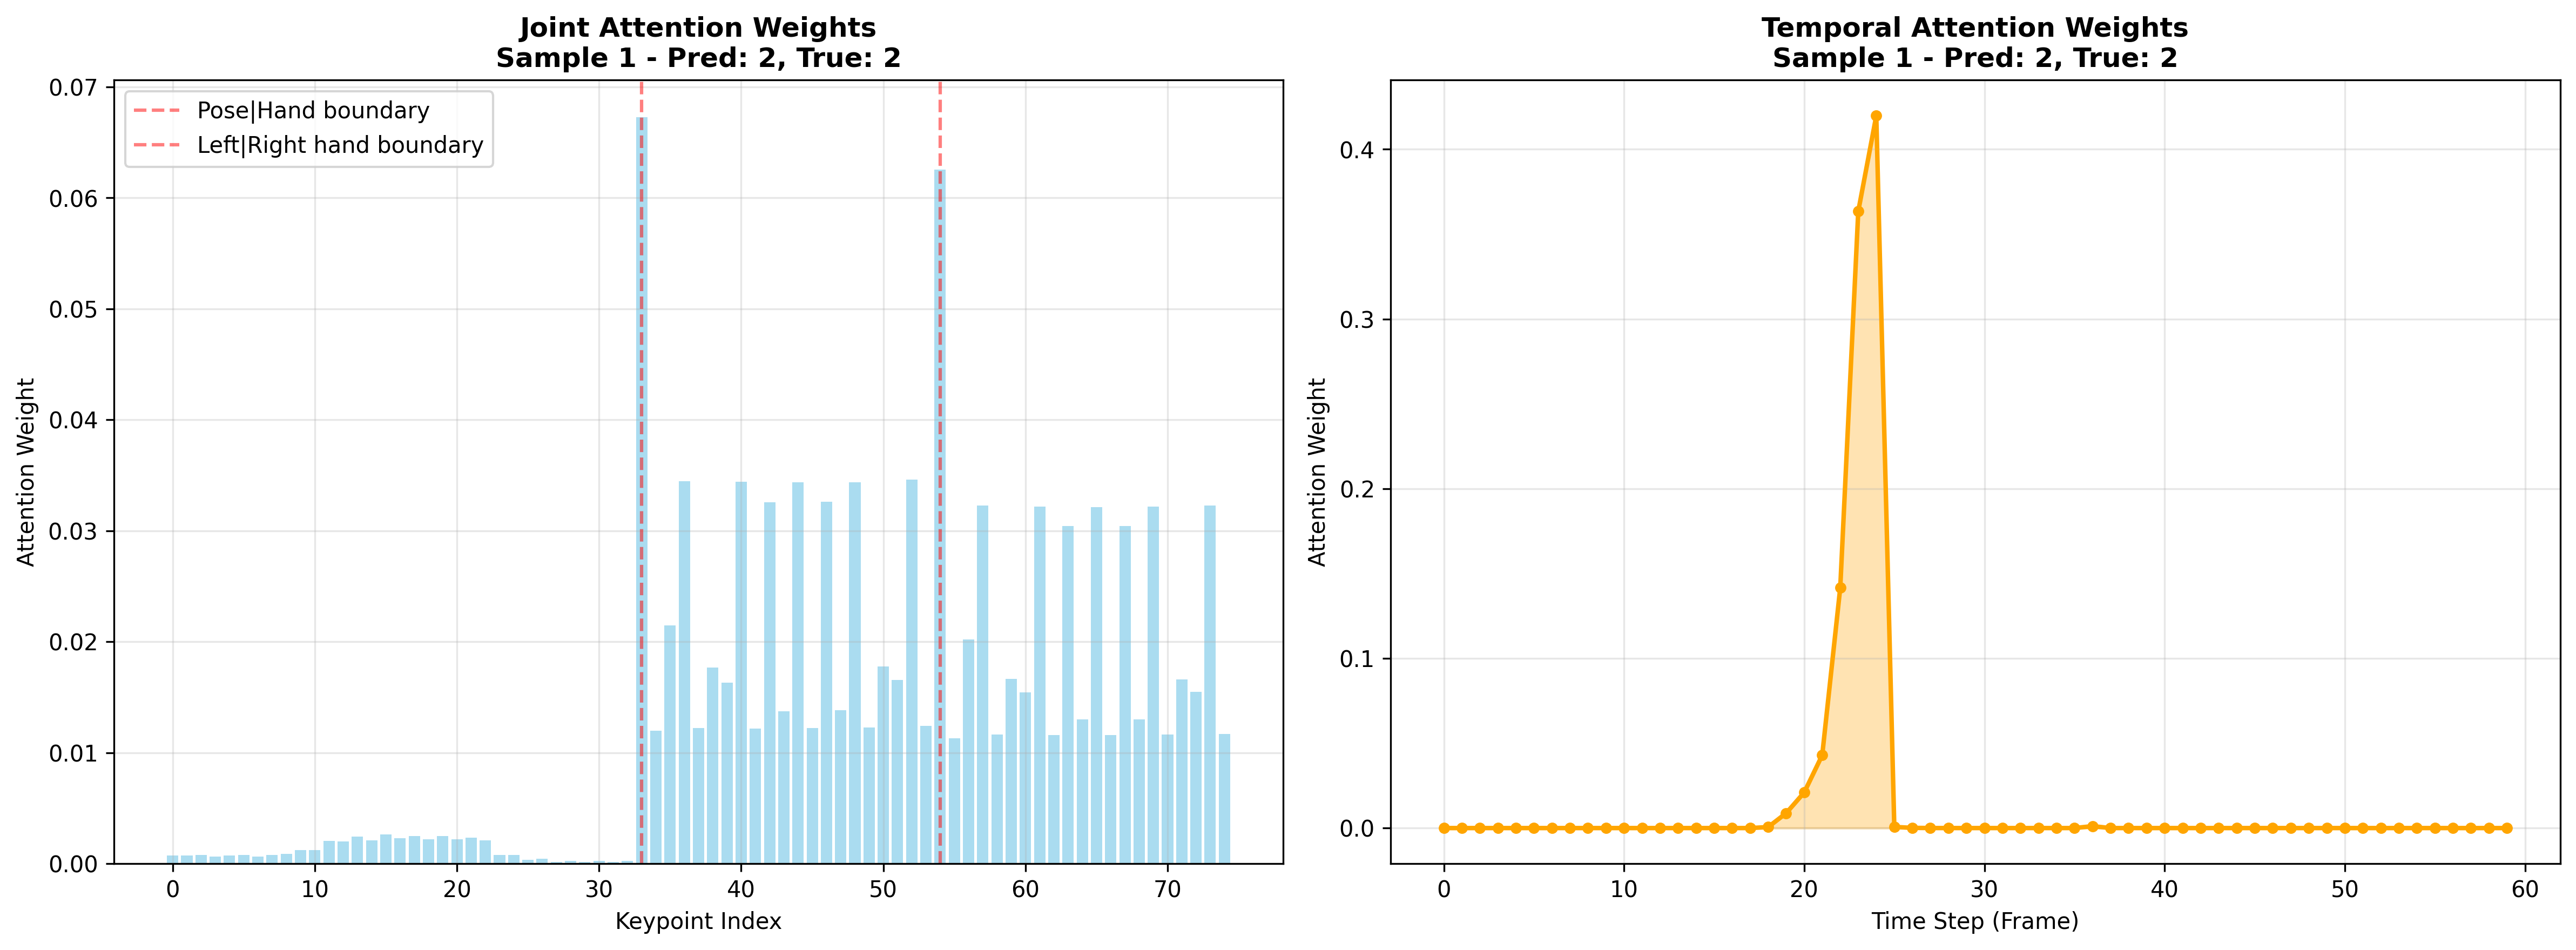 Joint Attention Weights
Sample 1 - Pred: 2, True: 2
Pose|Hand boundary
Left|Right hand boundary
Attention Weight
0.07
0.06
0.05
0.04
0.03
0.02
0.01
0.00
0 10 20 30 40 50 60 70
Keypoint Index
Temporal Attention Weights
Sample 1 - Pred: 2, True: 2
Attention Weight
0.4
0.3
0.2
0.1
0.0
0 10 20 30 40 50 60
Time Step (Frame)